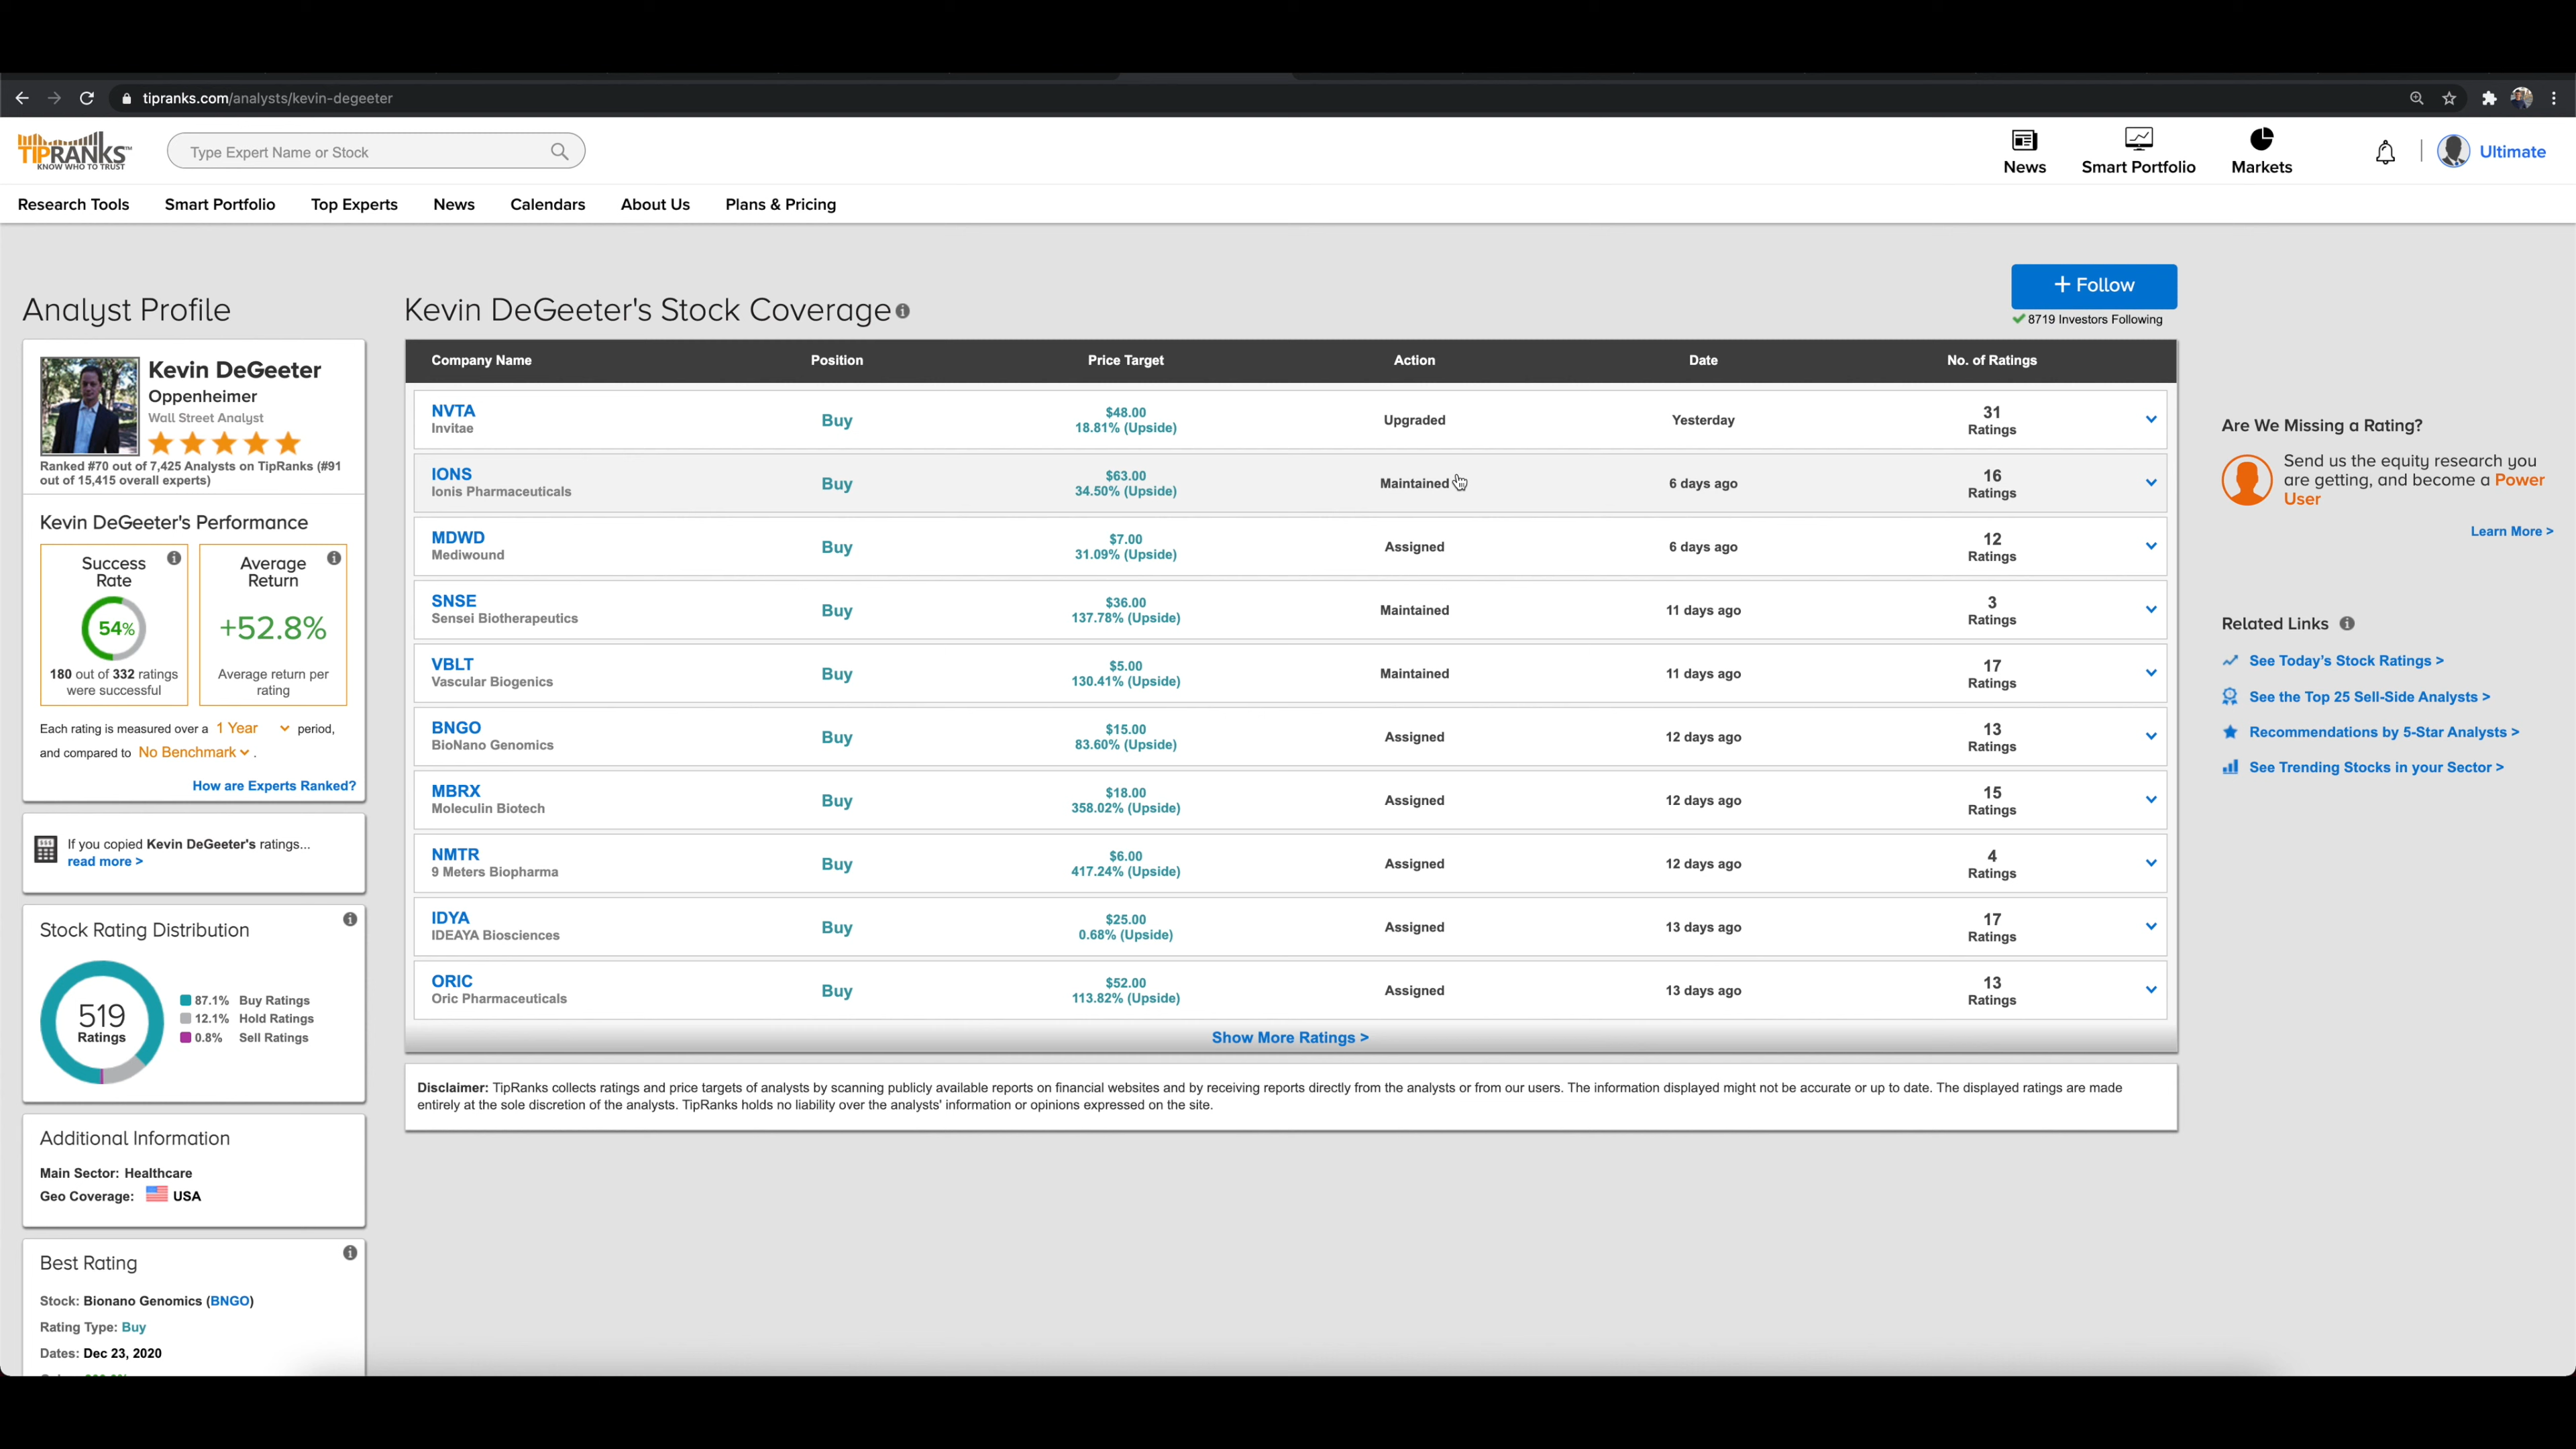 tipranks.com/analysts/kevin-degeeter
TIPRANKS™
KNOW WHO TO TRUST
Type Expert Name or Stock
News
Smart Portfolio
Markets
Ultimate
Research Tools
Smart Portfolio
Top Experts
News
Calendars
About Us
Plans & Pricing
Analyst Profile
Kevin DeGeeter
Oppenheimer
Wall Street Analyst
Ranked #70 out of 7,425 Analysts on TipRanks (#91
out of 15,415 overall experts)
Kevin DeGeeter's Performance
Success
Rate
54%
180 out of 332 ratings
were successful
Average
Return
+52.8%
Average return per
rating
Each rating is measured over a 1 Year period,
and compared to No Benchmark .
How are Experts Ranked?
If you copied Kevin DeGeeter's ratings...
read more >
Stock Rating Distribution
519
Ratings
87.1% Buy Ratings
12.1% Hold Ratings
0.8% Sell Ratings
Additional Information
Main Sector: Healthcare
Geo Coverage: USA
Best Rating
Stock: Bionano Genomics (BNGO)
Rating Type: Buy
Dates: Dec 23, 2020
Kevin DeGeeter's Stock Coverage
+ Follow
8719 Investors Following
Company Name Position Price Target Action Date No. of Ratings
NVTA
Invitae
Buy
$48.00
18.81% (Upside)
Upgraded
Yesterday
31
Ratings
IONS
Ionis Pharmaceuticals
Buy
$63.00
34.50% (Upside)
Maintained
6 days ago
16
Ratings
MDWD
Mediwound
Buy
$7.00
31.09% (Upside)
Assigned
6 days ago
12
Ratings
SNSE
Sensei Biotherapeutics
Buy
$36.00
137.78% (Upside)
Maintained
11 days ago
3
Ratings
VBLT
Vascular Biogenics
Buy
$5.00
130.41% (Upside)
Maintained
11 days ago
17
Ratings
BNGO
BioNano Genomics
Buy
$15.00
83.60% (Upside)
Assigned
12 days ago
13
Ratings
MBRX
Moleculin Biotech
Buy
$18.00
358.02% (Upside)
Assigned
12 days ago
15
Ratings
NMTR
9 Meters Biopharma
Buy
$6.00
417.24% (Upside)
Assigned
12 days ago
4
Ratings
IDYA
IDEAYA Biosciences
Buy
$25.00
0.68% (Upside)
Assigned
13 days ago
17
Ratings
ORIC
Oric Pharmaceuticals
Buy
$52.00
113.82% (Upside)
Assigned
13 days ago
13
Ratings
Show More Ratings >
Disclaimer: TipRanks collects ratings and price targets of analysts by scanning publicly available reports on financial websites and by receiving reports directly from the analysts or from our users. The information displayed might not be accurate or up to date. The displayed ratings are made
entirely at the sole discretion of the analysts. TipRanks holds no liability over the analysts' information or opinions expressed on the site.
Are We Missing a Rating?
Send us the equity research you
are getting, and become a Power
User
Learn More >
Related Links
See Today's Stock Ratings >
See the Top 25 Sell-Side Analysts >
Recommendations by 5-Star Analysts >
See Trending Stocks in your Sector >